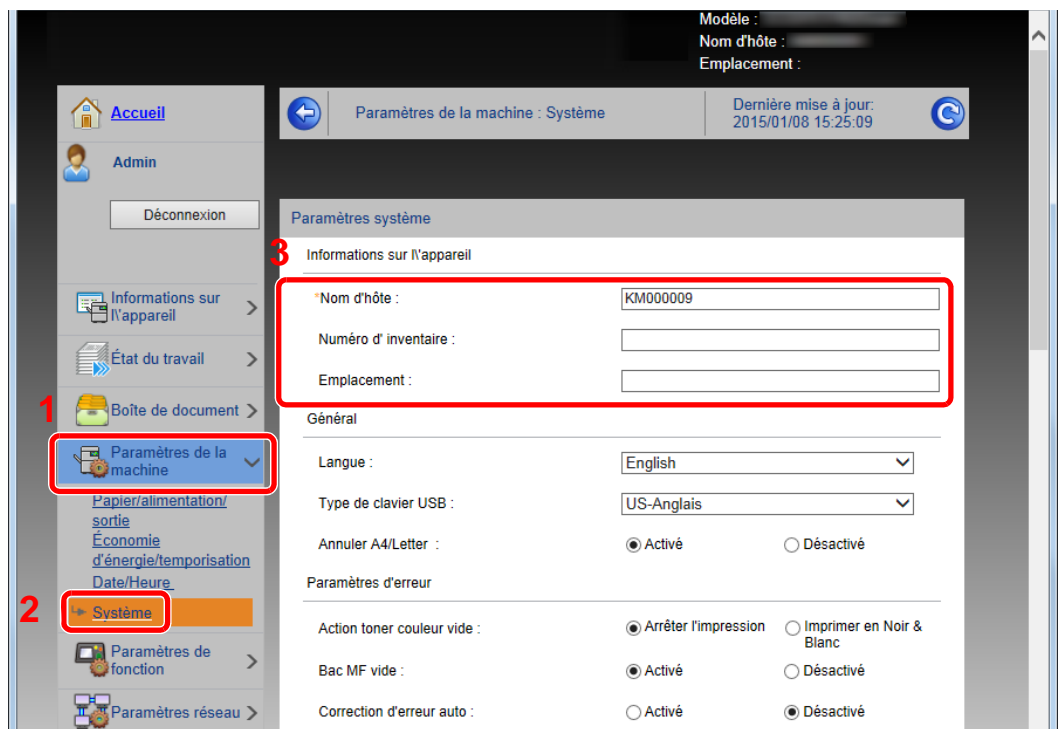 Modèle :
Nom d'hôte :
Emplacement :
Accueil
Admin
Déconnexion
Informations sur
l\'appareil
État du travail
1
Boîte de document
Paramètres de la
machine
Papier/alimentation/
sortie
Économie
d'énergie/temporisation
Date/Heure
2
Système
Paramètres de
fonction
Paramètres réseau
Paramètres de la machine : Système
Dernière mise à jour:
2015/01/08 15:25:09
Paramètres système
3
Informations sur l\'appareil
*Nom d'hôte : KM000009
Numéro d' inventaire :
Emplacement :
Général
Langue : English
Type de clavier USB : US-Anglais
Annuler A4/Letter : Activé Désactivé
Paramètres d'erreur
Action toner couleur vide : Arrêter l'impression Imprimer en Noir &
Blanc
Bac MF vide : Activé Désactivé
Correction d'erreur auto : Activé Désactivé